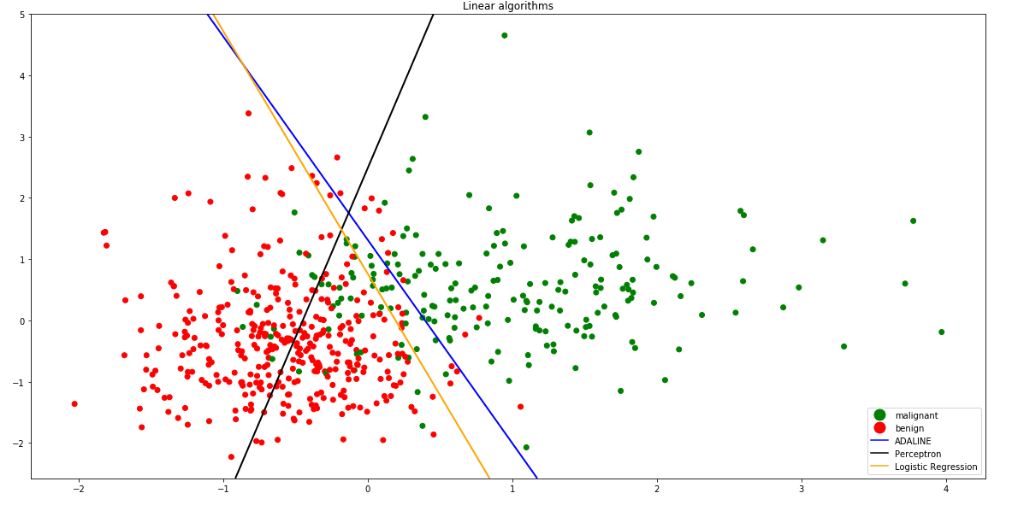 Linear algorithms
5
4
3
2
1
0
−1
−2
−2
−1
0
1
2
3
4
malignant
benign
ADALINE
Perceptron
Logistic Regression